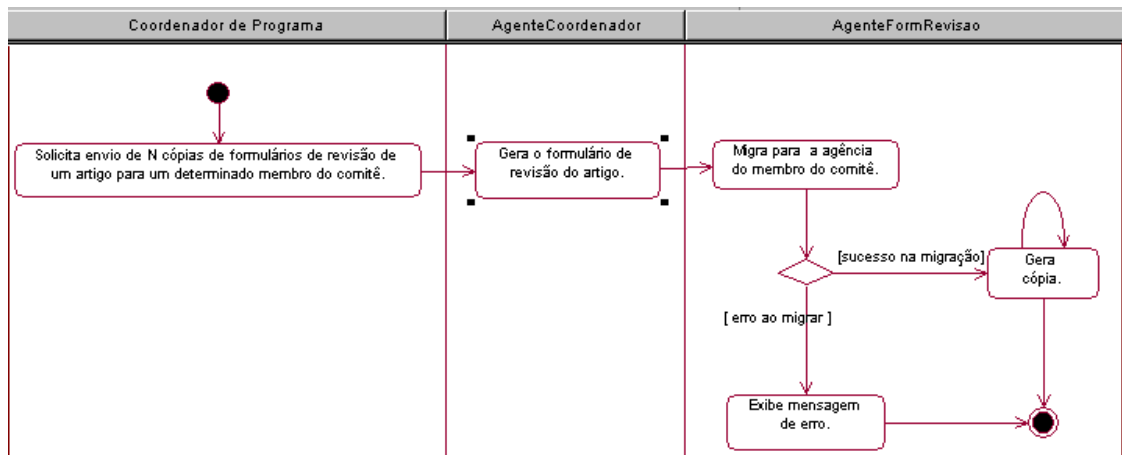 Coordenador de Programa
AgenteCoordenador
AgenteFormRevisao
Solicita envio de N cópias de formulários de revisão de
um artigo para um determinado membro do comitê.
Gera o formulário de
revisão do artigo.
Migra para a agência
do membro do comitê.
[sucesso na migração]
Gera
cópia.
[ erro ao migrar ]
Exibe mensagem
de erro.